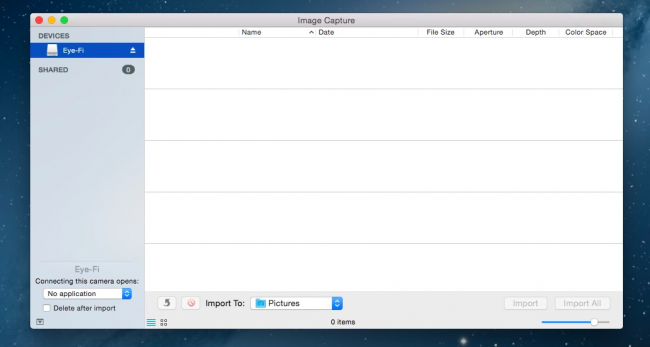 Image Capture
DEVICES
Eye-Fi
SHARED 0
Name Date File Size Aperture Depth Color Space
Eye-Fi
Connecting this camera opens:
No application
Delete after import
Import To: Pictures Import Import All
0 items